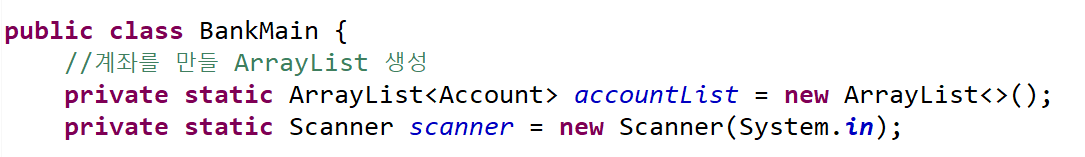 public class BankMain {
//계좌를 만들 ArrayList 생성
private static ArrayList<Account> accountList = new ArrayList<>();
private static Scanner scanner = new Scanner(System.in);